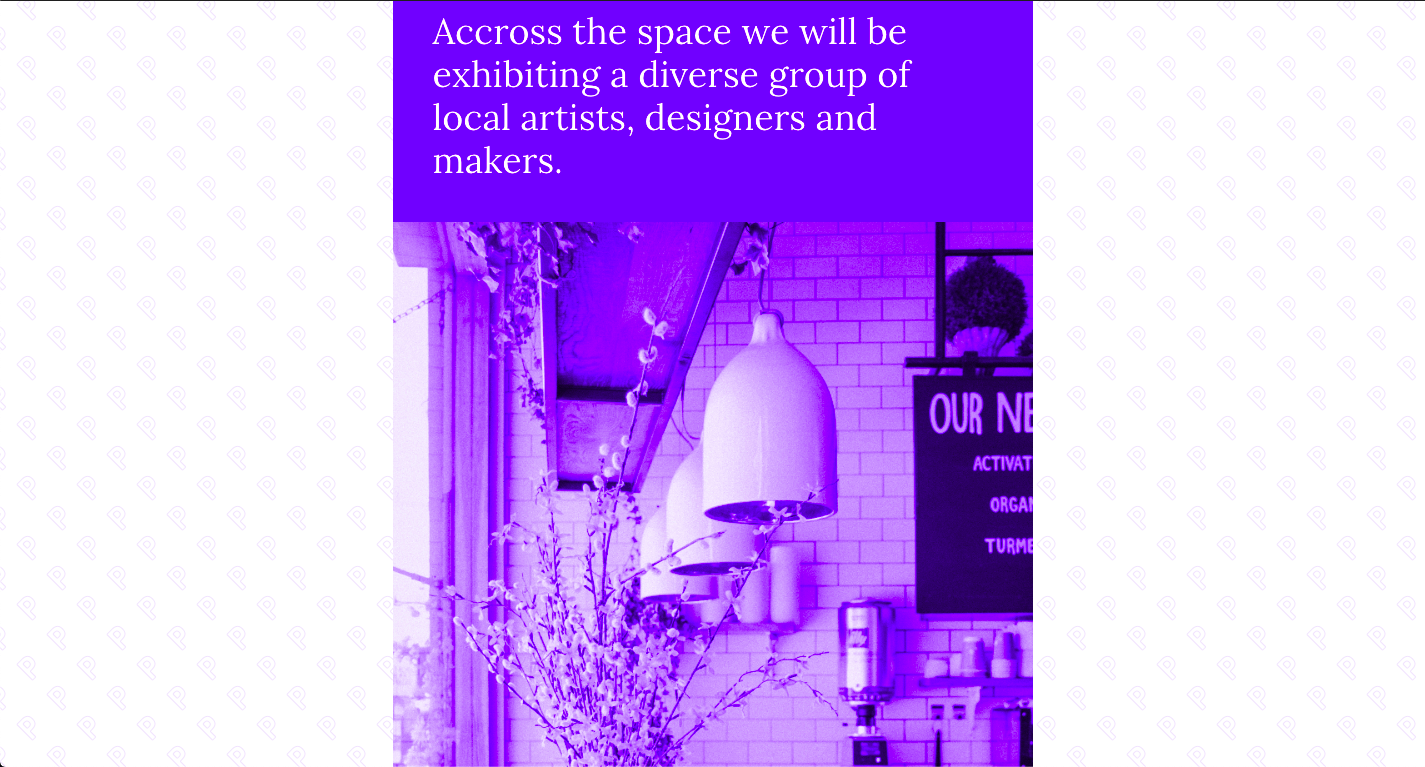 Accross the space we will be
exhibiting a diverse group of
local artists, designers and
makers.
OUR NE
ACTIVAT
ORGAN
TURME